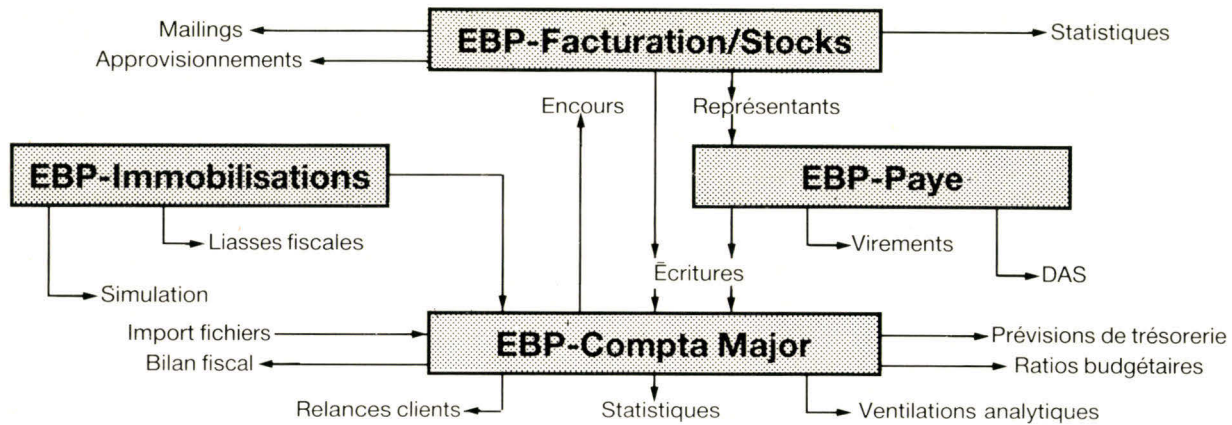 Mailings
EBP-Facturation/Stocks
Statistiques
Approvisionnements
Encours
Représentants
EBP-Immobilisations
EBP-Paye
Liasses fiscales
Virements
Écritures
DAS
Simulation
Import fichiers
EBP-Compta Major
Prévisions de trésorerie
Bilan fiscal
Ratios budgétaires
Relances clients
Statistiques
Ventilations analytiques